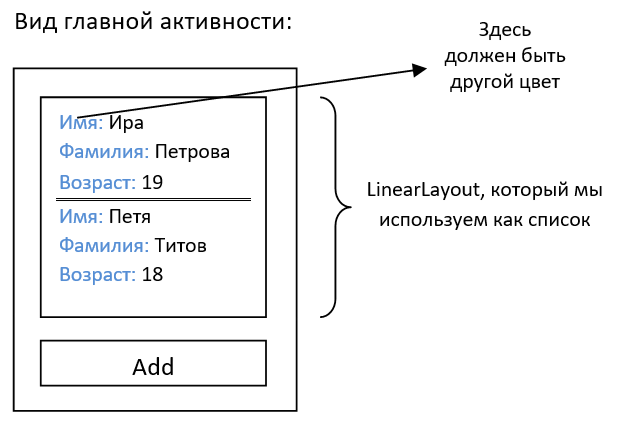 Вид главной активности:
Здесь
должен быть
другой цвет
Имя: Ира
Фамилия: Петрова
Возраст: 19
Имя: Петя
Фамилия: Титов
Возраст: 18
LinearLayout, который мы
используем как список
Add